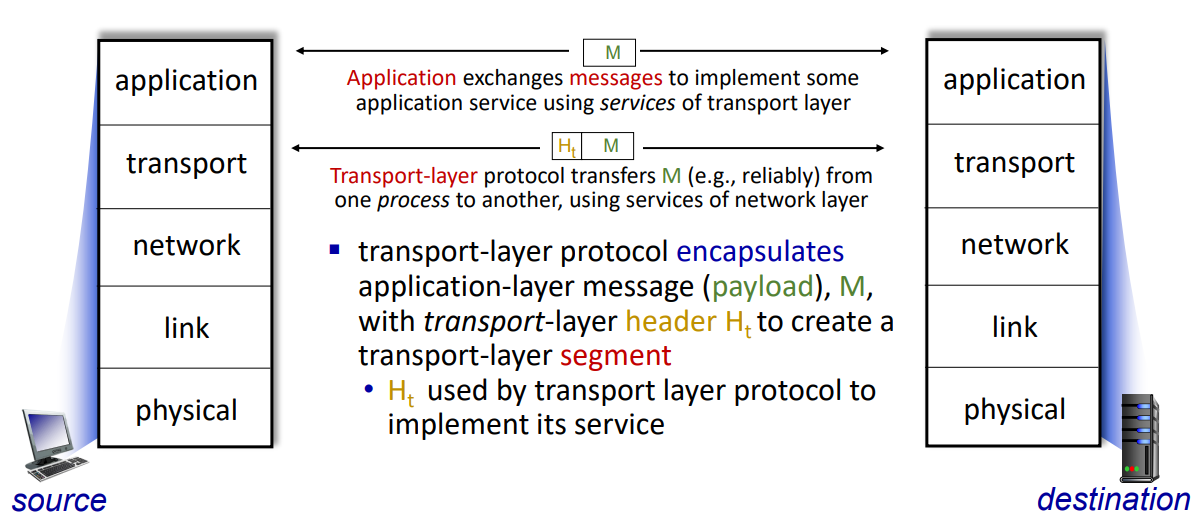 application
transport
network
link
physical
source
M
Application exchanges messages to implement some
application service using services of transport layer
Ht M
Transport-layer protocol transfers M (e.g., reliably) from
one process to another, using services of network layer
▪ transport-layer protocol encapsulates
application-layer message (payload), M,
with transport-layer header Ht to create a
transport-layer segment
• Ht used by transport layer protocol to
implement its service
application
transport
network
link
physical
destination